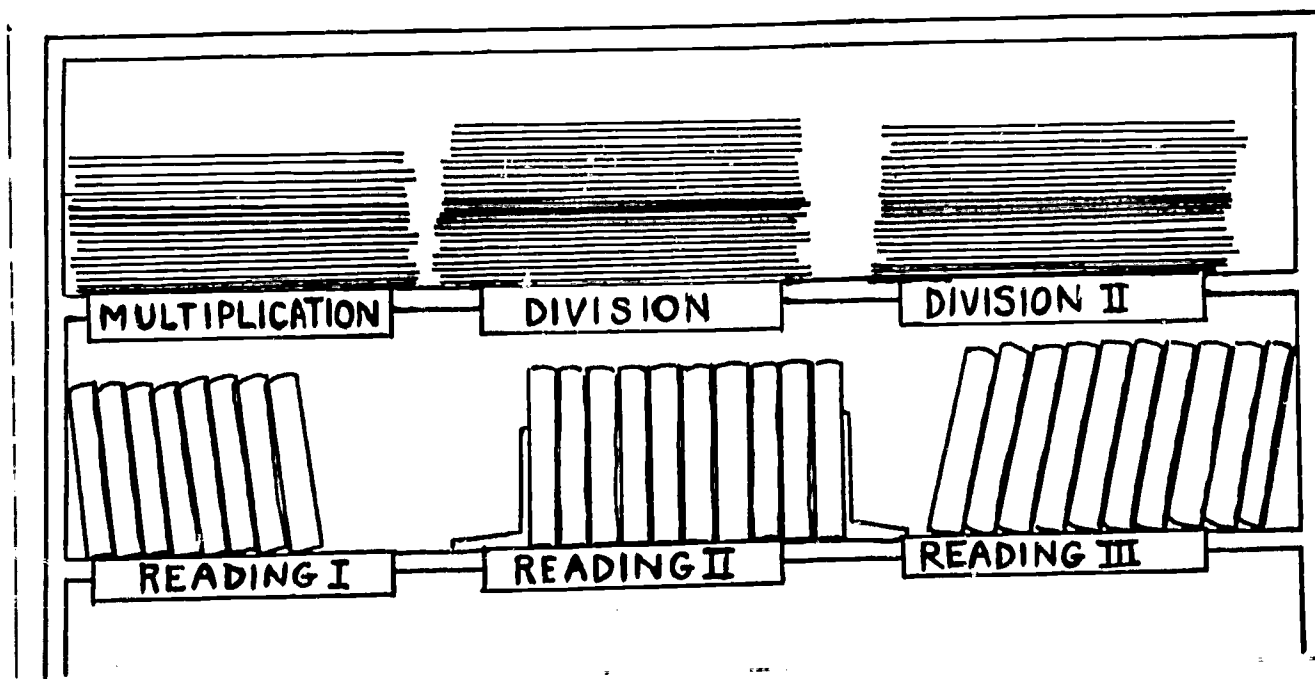 MULTIPLICATION
DIVISION
DIVISION II
READING I
READING II
READING III